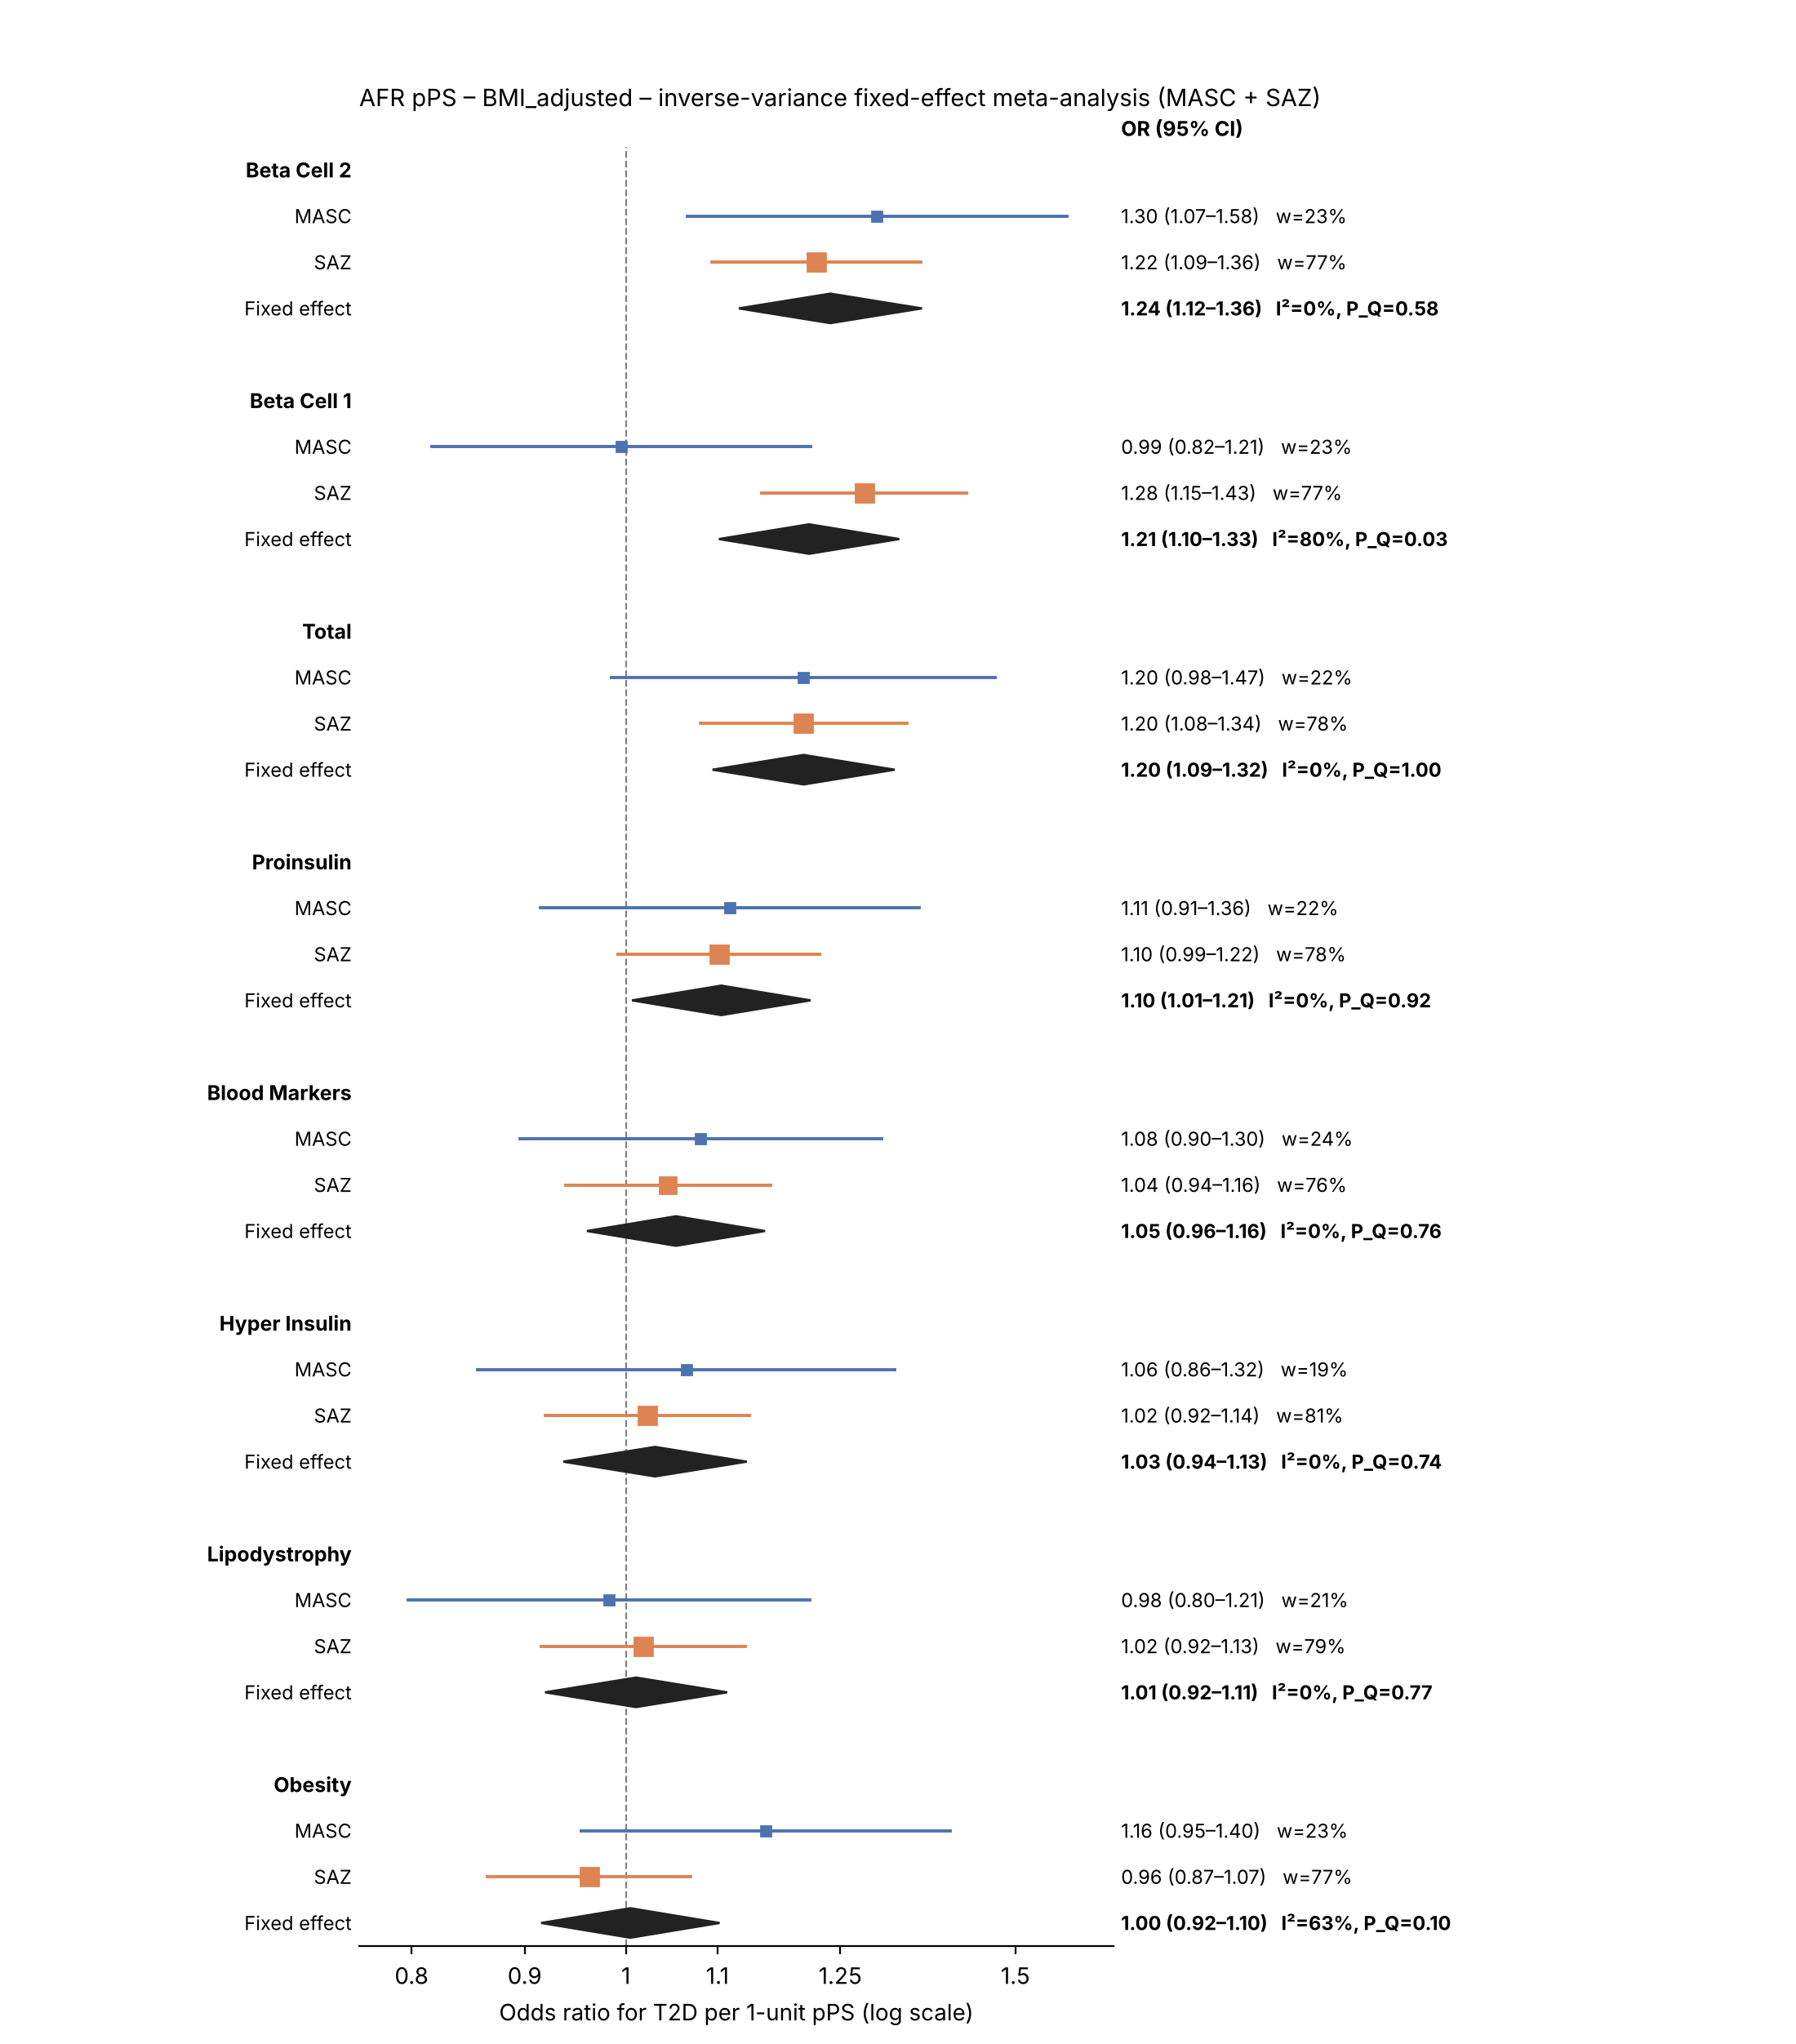 AFR pPS – BMI_adjusted – inverse-variance fixed-effect meta-analysis (MASC + SAZ)
OR (95% CI)
Beta Cell 2
MASC 1.30 (1.07–1.58) w=23%
SAZ 1.22 (1.09–1.36) w=77%
Fixed effect 1.24 (1.12–1.36) I²=0%, P_Q=0.58
Beta Cell 1
MASC 0.99 (0.82–1.21) w=23%
SAZ 1.28 (1.15–1.43) w=77%
Fixed effect 1.21 (1.10–1.33) I²=80%, P_Q=0.03
Total
MASC 1.20 (0.98–1.47) w=22%
SAZ 1.20 (1.08–1.34) w=78%
Fixed effect 1.20 (1.09–1.32) I²=0%, P_Q=1.00
Proinsulin
MASC 1.11 (0.91–1.36) w=22%
SAZ 1.10 (0.99–1.22) w=78%
Fixed effect 1.10 (1.01–1.21) I²=0%, P_Q=0.92
Blood Markers
MASC 1.08 (0.90–1.30) w=24%
SAZ 1.04 (0.94–1.16) w=76%
Fixed effect 1.05 (0.96–1.16) I²=0%, P_Q=0.76
Hyper Insulin
MASC 1.06 (0.86–1.32) w=19%
SAZ 1.02 (0.92–1.14) w=81%
Fixed effect 1.03 (0.94–1.13) I²=0%, P_Q=0.74
Lipodystrophy
MASC 0.98 (0.80–1.21) w=21%
SAZ 1.02 (0.92–1.13) w=79%
Fixed effect 1.01 (0.92–1.11) I²=0%, P_Q=0.77
Obesity
MASC 1.16 (0.95–1.40) w=23%
SAZ 0.96 (0.87–1.07) w=77%
Fixed effect 1.00 (0.92–1.10) I²=63%, P_Q=0.10
0.8 0.9 1 1.1 1.25 1.5
Odds ratio for T2D per 1-unit pPS (log scale)